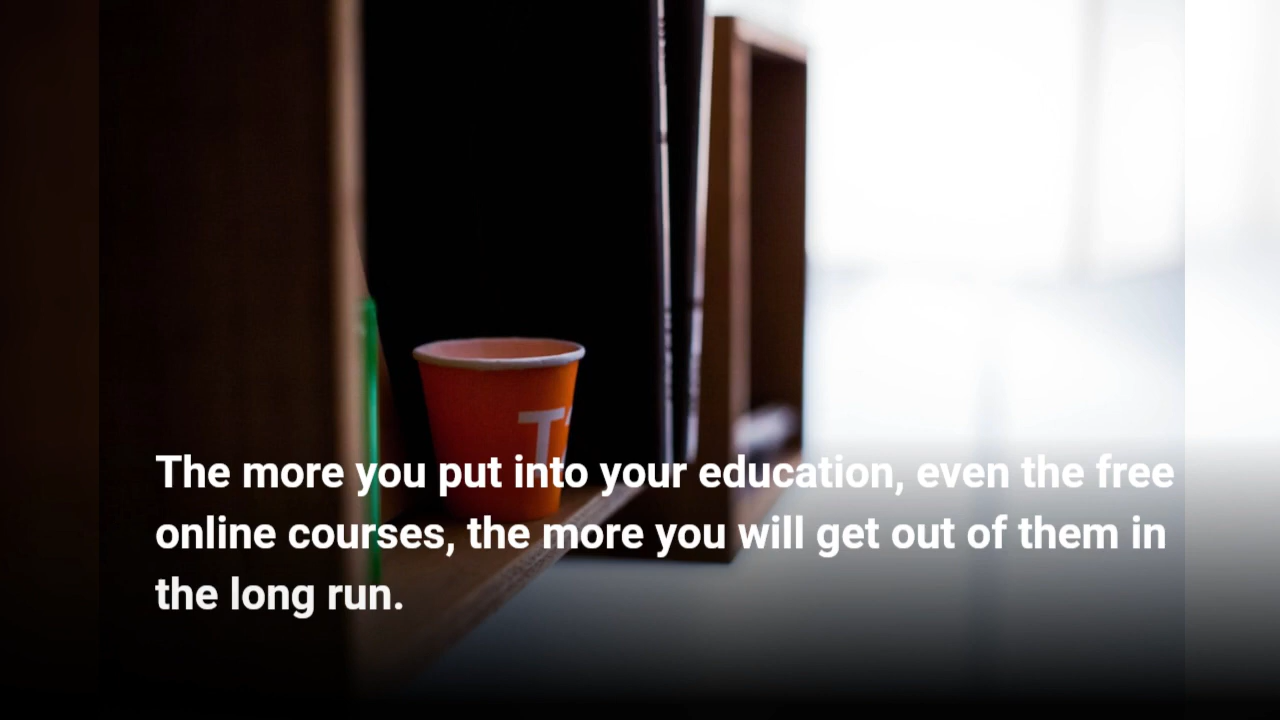 The more you put into your education, even the free
online courses, the more you will get out of them in
the long run.